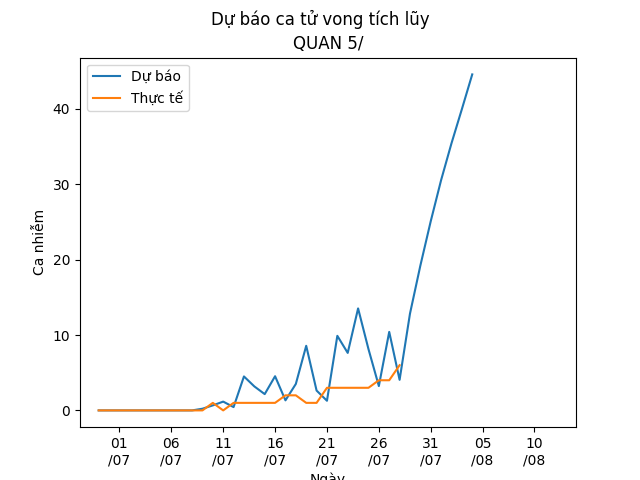 Dự báo ca tử vong tích lũy
QUAN 5/
Dự báo
Thực tế
Ca nhiễm
40
30
20
10
0
01 06 11 16 21 26 31 05 10
/07 /07 /07 /07 /07 /07 /07 /08 /08
Ngày